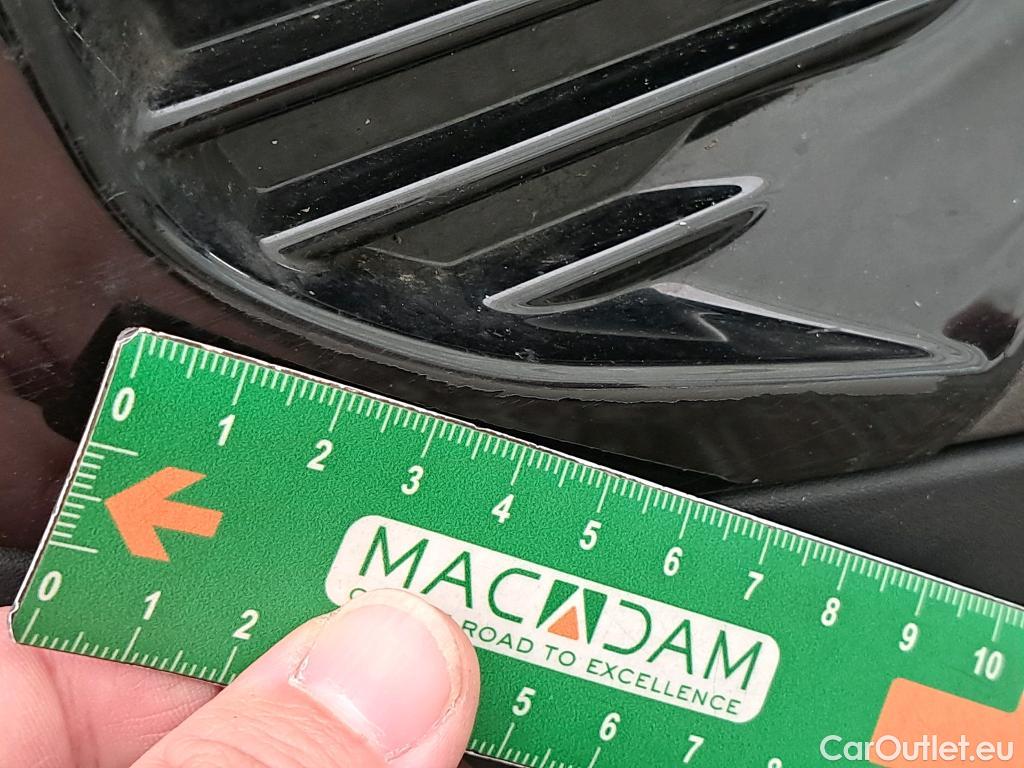 0 1 2 3 4 5 6 7 8 9 10
MACADAM
ROAD TO EXCELLENCE
0 1 2 5 6 7 8
CarOutlet.eu